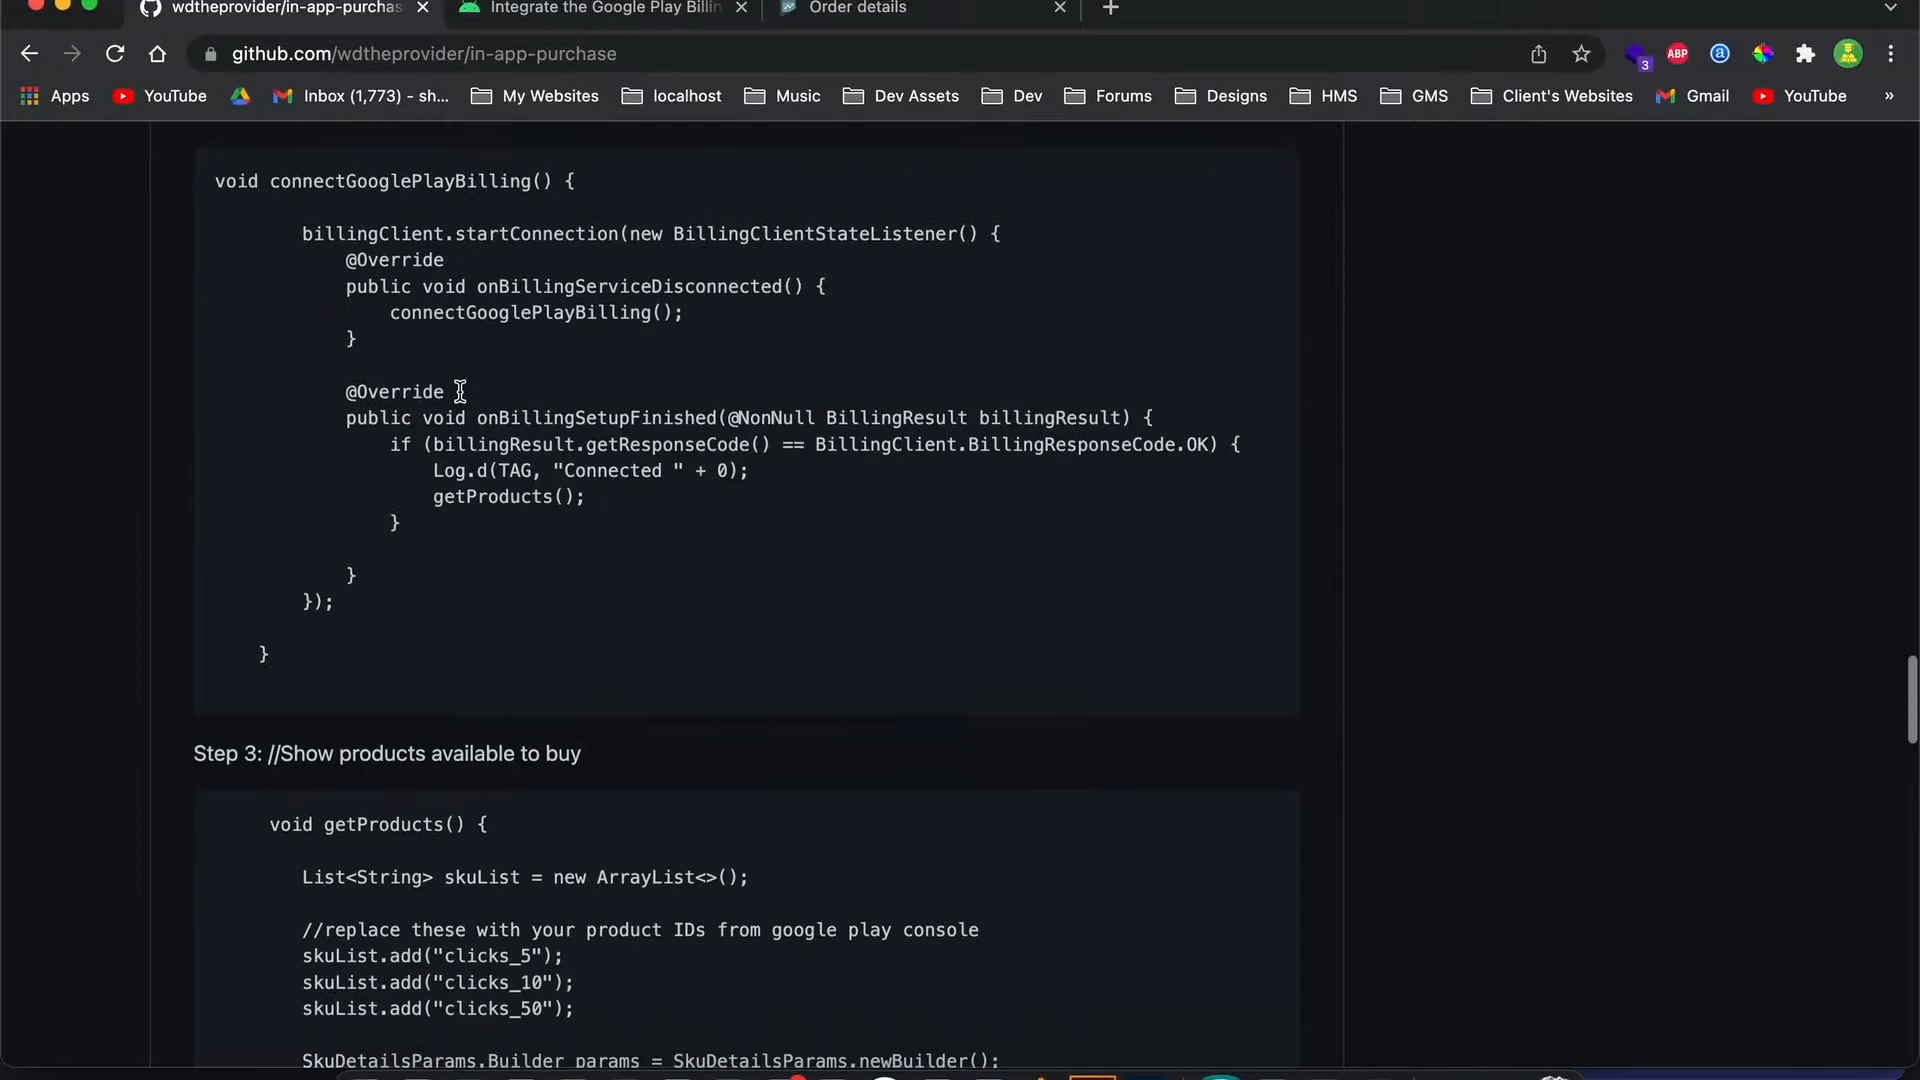 wdtheprovider/in-app-purchas
Integrate the Google Play Billin
Order details
github.com/wdtheprovider/in-app-purchase
3
ABP
a
Apps
YouTube
Inbox (1,773) - sh...
My Websites
localhost
Music
Dev Assets
Dev
Forums
Designs
HMS
GMS
Client's Websites
Gmail
YouTube
»
void connectGooglePlayBilling() {
billingClient.startConnection(new BillingClientStateListener() {
@Override
public void onBillingServiceDisconnected() {
connectGooglePlayBilling();
}
@Override
public void onBillingSetupFinished(@NonNull BillingResult billingResult) {
if (billingResult.getResponseCode() == BillingClient.BillingResponseCode.OK) {
Log.d(TAG, "Connected " + 0);
getProducts();
}
}
});
}
Step 3: //Show products available to buy
void getProducts() {
List<String> skuList = new ArrayList<>();
//replace these with your product IDs from google play console
skuList.add("clicks_5");
skuList.add("clicks_10");
skuList.add("clicks_50");
SkuDetailsParams.Builder params = SkuDetailsParams.newBuilder();